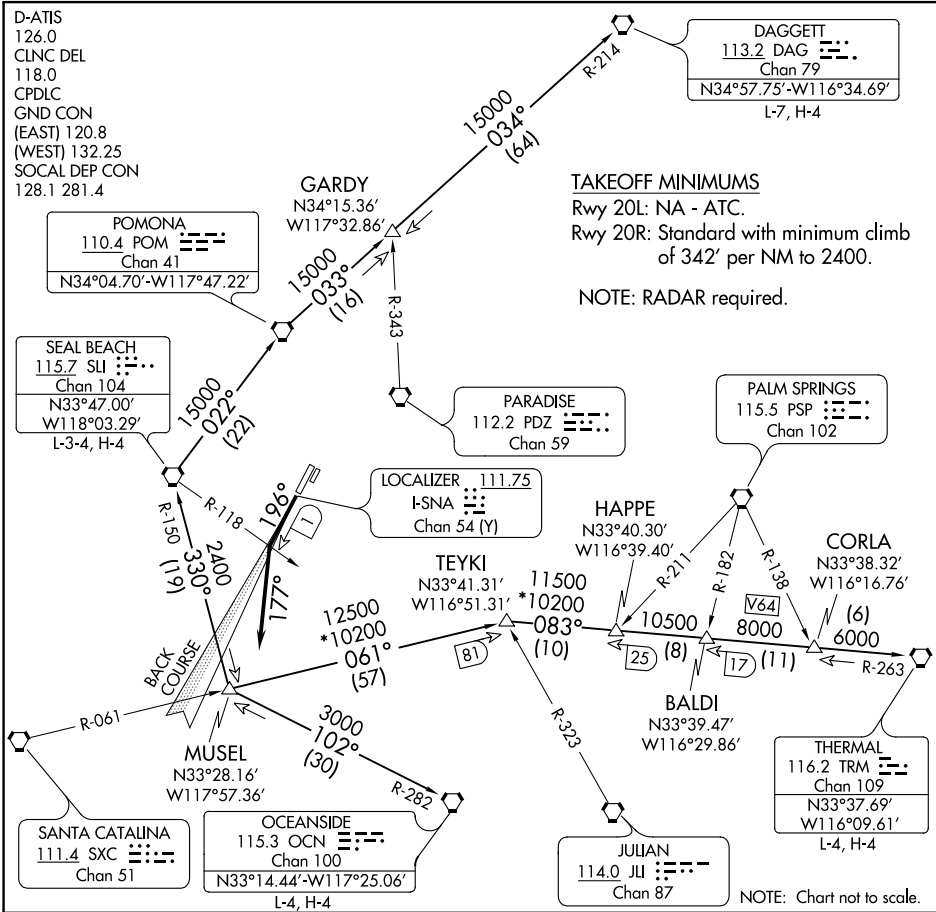 D-ATIS
126.0
CLNC DEL
118.0
CPDLC
GND CON
(EAST) 120.8
(WEST) 132.25
SOCAL DEP CON
128.1 281.4
DAGGETT
113.2 DAG
Chan 79
N34°57.75'-W116°34.69'
L-7, H-4
R-214
15000
034°
(64)
GARDY
N34°15.36'
W117°32.86'
TAKEOFF MINIMUMS
Rwy 20L: NA - ATC.
Rwy 20R: Standard with minimum climb
of 342' per NM to 2400.
NOTE: RADAR required.
POMONA
110.4 POM
Chan 41
N34°04.70'-W117°47.22'
15000
033°
(16)
R-343
SEAL BEACH
115.7 SLI
Chan 104
N33°47.00'
W118°03.29'
L-3-4, H-4
15000
022°
(22)
PARADISE
112.2 PDZ
Chan 59
PALM SPRINGS
115.5 PSP
Chan 102
LOCALIZER 111.75
I-SNA
Chan 54 (Y)
R-118
196°
1
177°
R-150
2400
330°
(19)
BACK
COURSE
HAPPE
N33°40.30'
W116°39.40'
R-211
R-182
R-138
CORLA
N33°38.32'
W116°16.76'
TEYKI
N33°41.31'
W116°51.31'
12500
*10200
061°
(57)
81
11500
*10200
083°
(10)
25
10500
(8)
17
V64
8000
(11)
(6)
6000
R-263
BALDI
N33°39.47'
W116°29.86'
R-061
MUSEL
N33°28.16'
W117°57.36'
3000
102°
(30)
R-282
R-323
SANTA CATALINA
111.4 SXC
Chan 51
OCEANSIDE
115.3 OCN
Chan 100
N33°14.44'-W117°25.06'
L-4, H-4
JULIAN
114.0 JLI
Chan 87
THERMAL
116.2 TRM
Chan 109
N33°37.69'
W116°09.61'
L-4, H-4
NOTE: Chart not to scale.